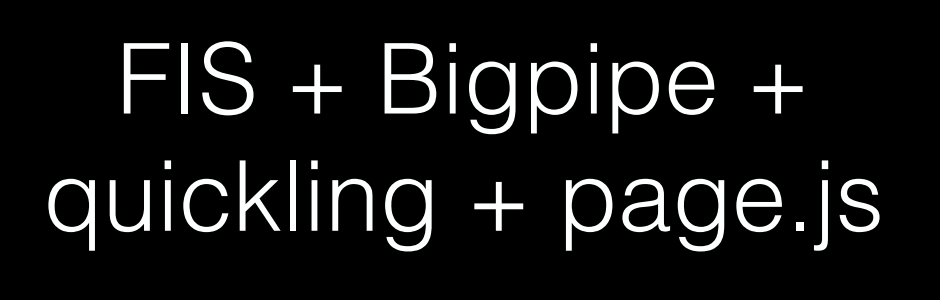 FIS + Bigpipe +
quickling + page.js